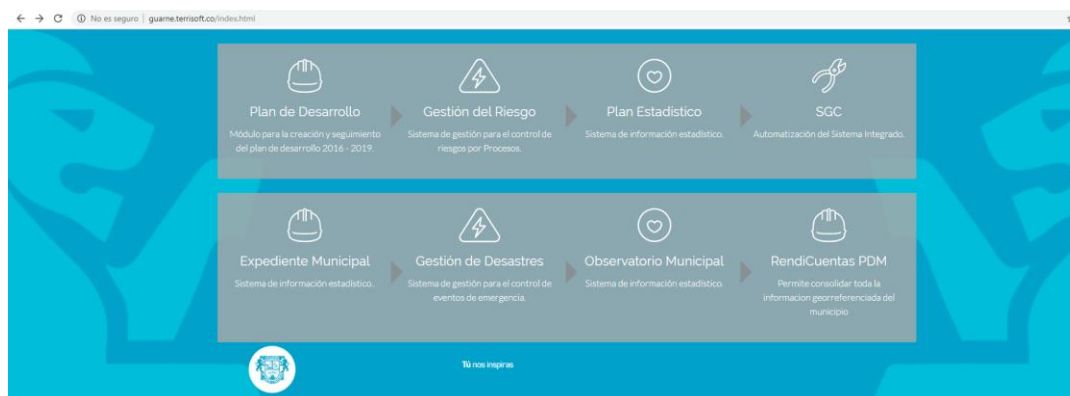 No es seguro | guarne.terrisoft.co/index.html
Plan de Desarrollo
Módulo para la creación y seguimiento
del plan de desarrollo 2016 - 2019.
Gestión del Riesgo
Sistema de gestión para el control de
riesgos por Procesos.
Plan Estadístico
Sistema de información estadístico.
SGC
Automatización del Sistema Integrado.
Expediente Municipal
Sistema de información estadístico.
Gestión de Desastres
Sistema de gestión para el control de
eventos de emergencia.
Observatorio Municipal
Sistema de información estadístico.
RendiCuentas PDM
Permite consolidar toda la
informacion georreferenciada del
municipio
Tú nos inspiras